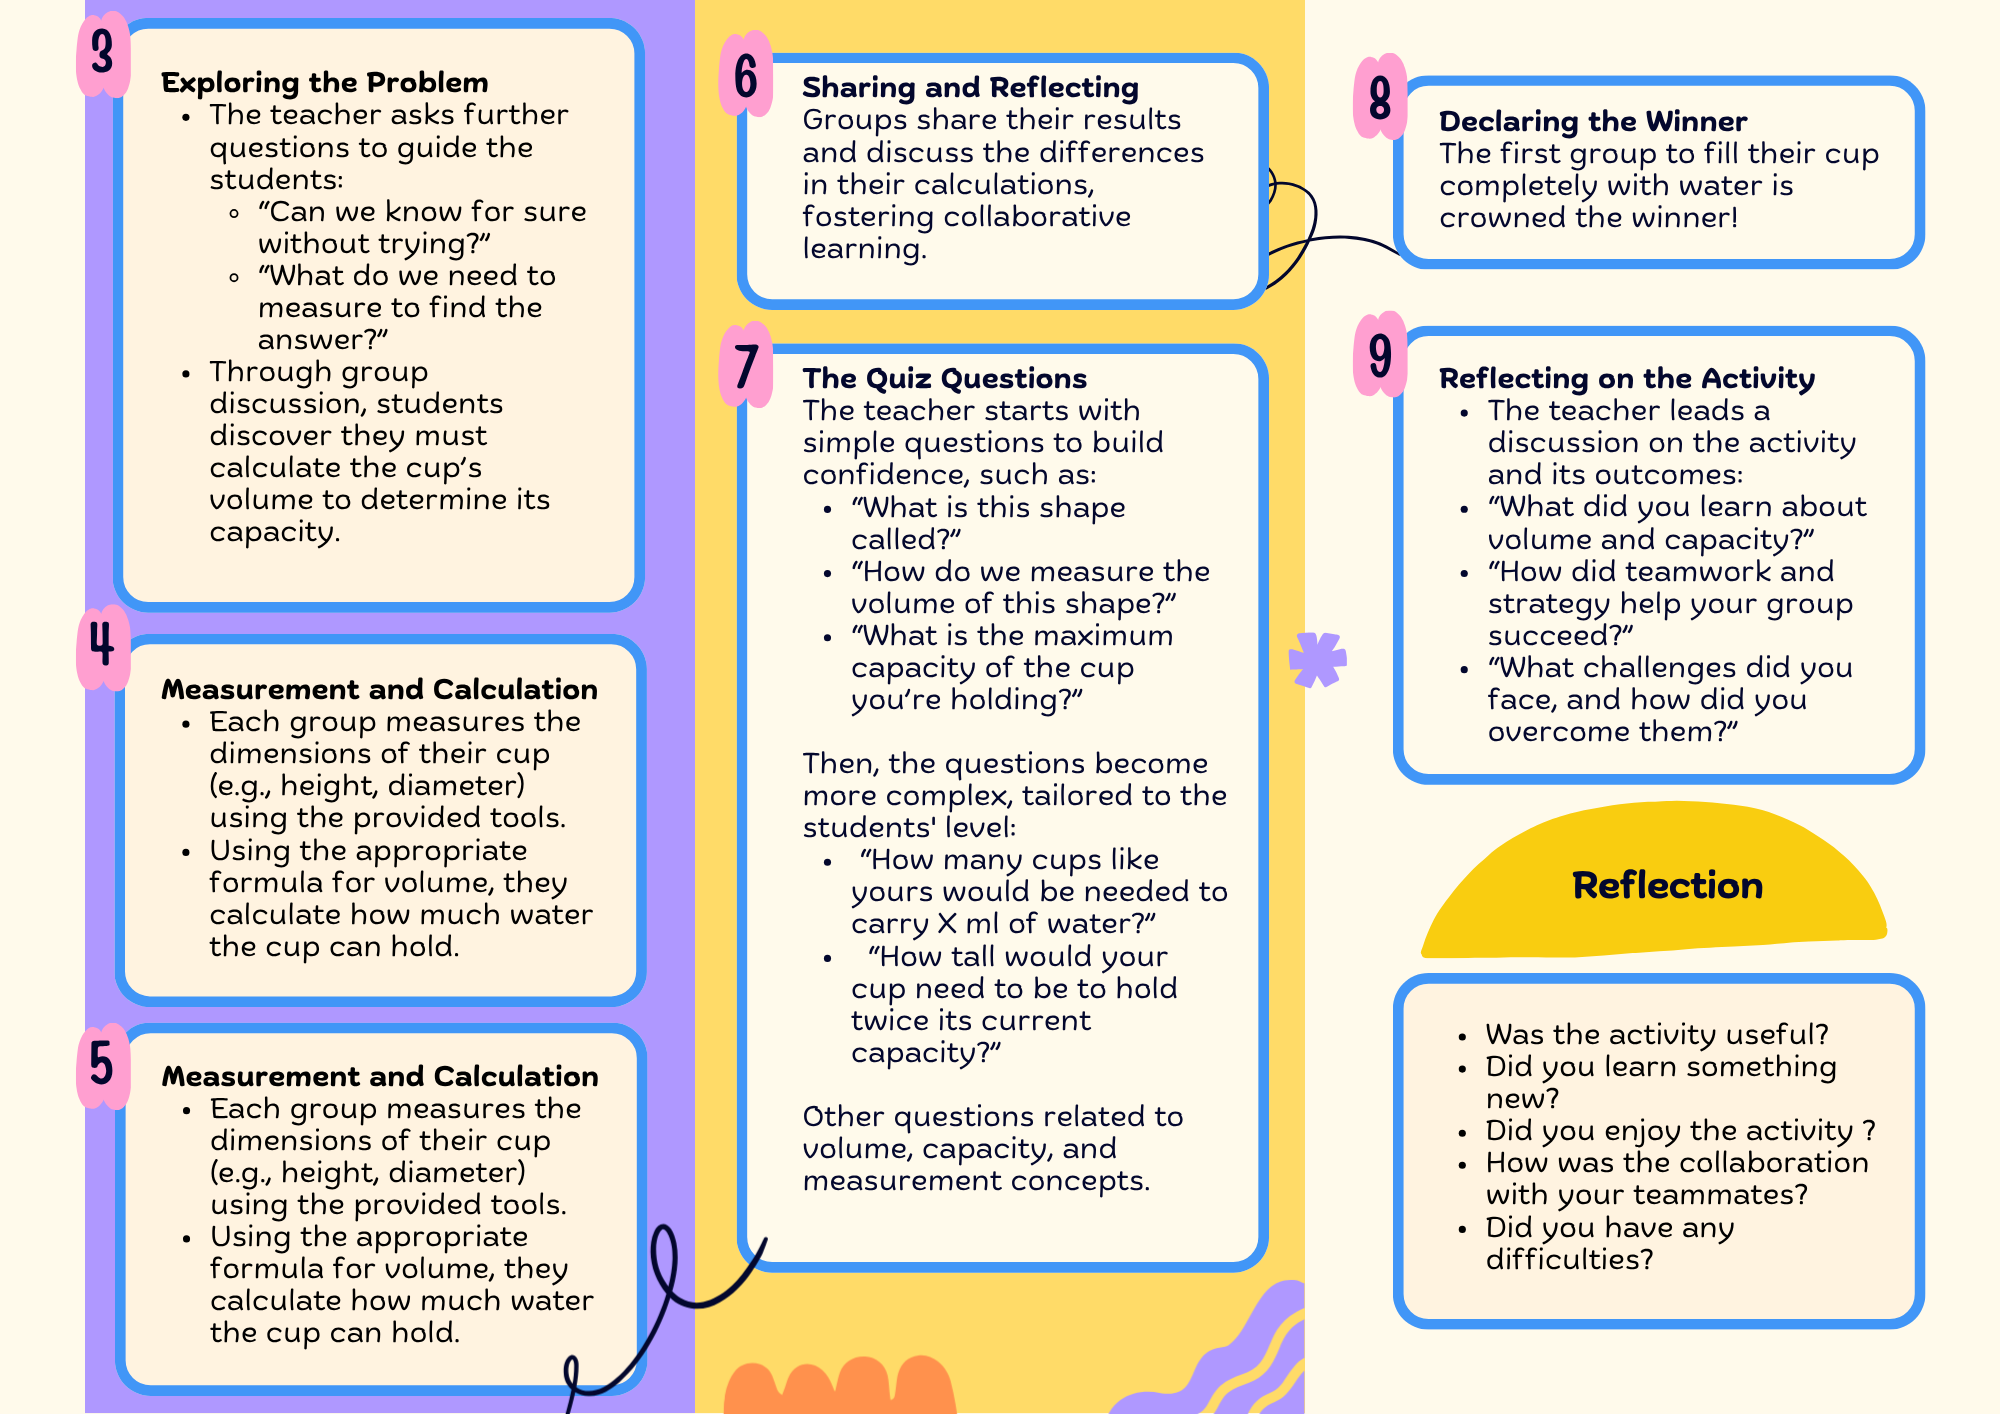 3
Exploring the Problem
• The teacher asks further
questions to guide the
students:
◦ “Can we know for sure
without trying?”
◦ “What do we need to
measure to find the
answer?”
• Through group
discussion, students
discover they must
calculate the cup’s
volume to determine its
capacity.
4
Measurement and Calculation
• Each group measures the
dimensions of their cup
(e.g., height, diameter)
using the provided tools.
• Using the appropriate
formula for volume, they
calculate how much water
the cup can hold.
5
Measurement and Calculation
• Each group measures the
dimensions of their cup
(e.g., height, diameter)
using the provided tools.
• Using the appropriate
formula for volume, they
calculate how much water
the cup can hold.
6
Sharing and Reflecting
Groups share their results
and discuss the differences
in their calculations,
fostering collaborative
learning.
7
The Quiz Questions
The teacher starts with
simple questions to build
confidence, such as:
• “What is this shape
called?”
• “How do we measure the
volume of this shape?”
• “What is the maximum
capacity of the cup
you’re holding?”
Then, the questions become
more complex, tailored to the
students' level:
• “How many cups like
yours would be needed to
carry X ml of water?”
• “How tall would your
cup need to be to hold
twice its current
capacity?”
Other questions related to
volume, capacity, and
measurement concepts.
8
Declaring the Winner
The first group to fill their cup
completely with water is
crowned the winner!
9
Reflecting on the Activity
• The teacher leads a
discussion on the activity
and its outcomes:
• “What did you learn about
volume and capacity?”
• “How did teamwork and
strategy help your group
succeed?”
• “What challenges did you
face, and how did you
overcome them?”
Reflection
• Was the activity useful?
• Did you learn something
new?
• Did you enjoy the activity ?
• How was the collaboration
with your teammates?
• Did you have any
difficulties?